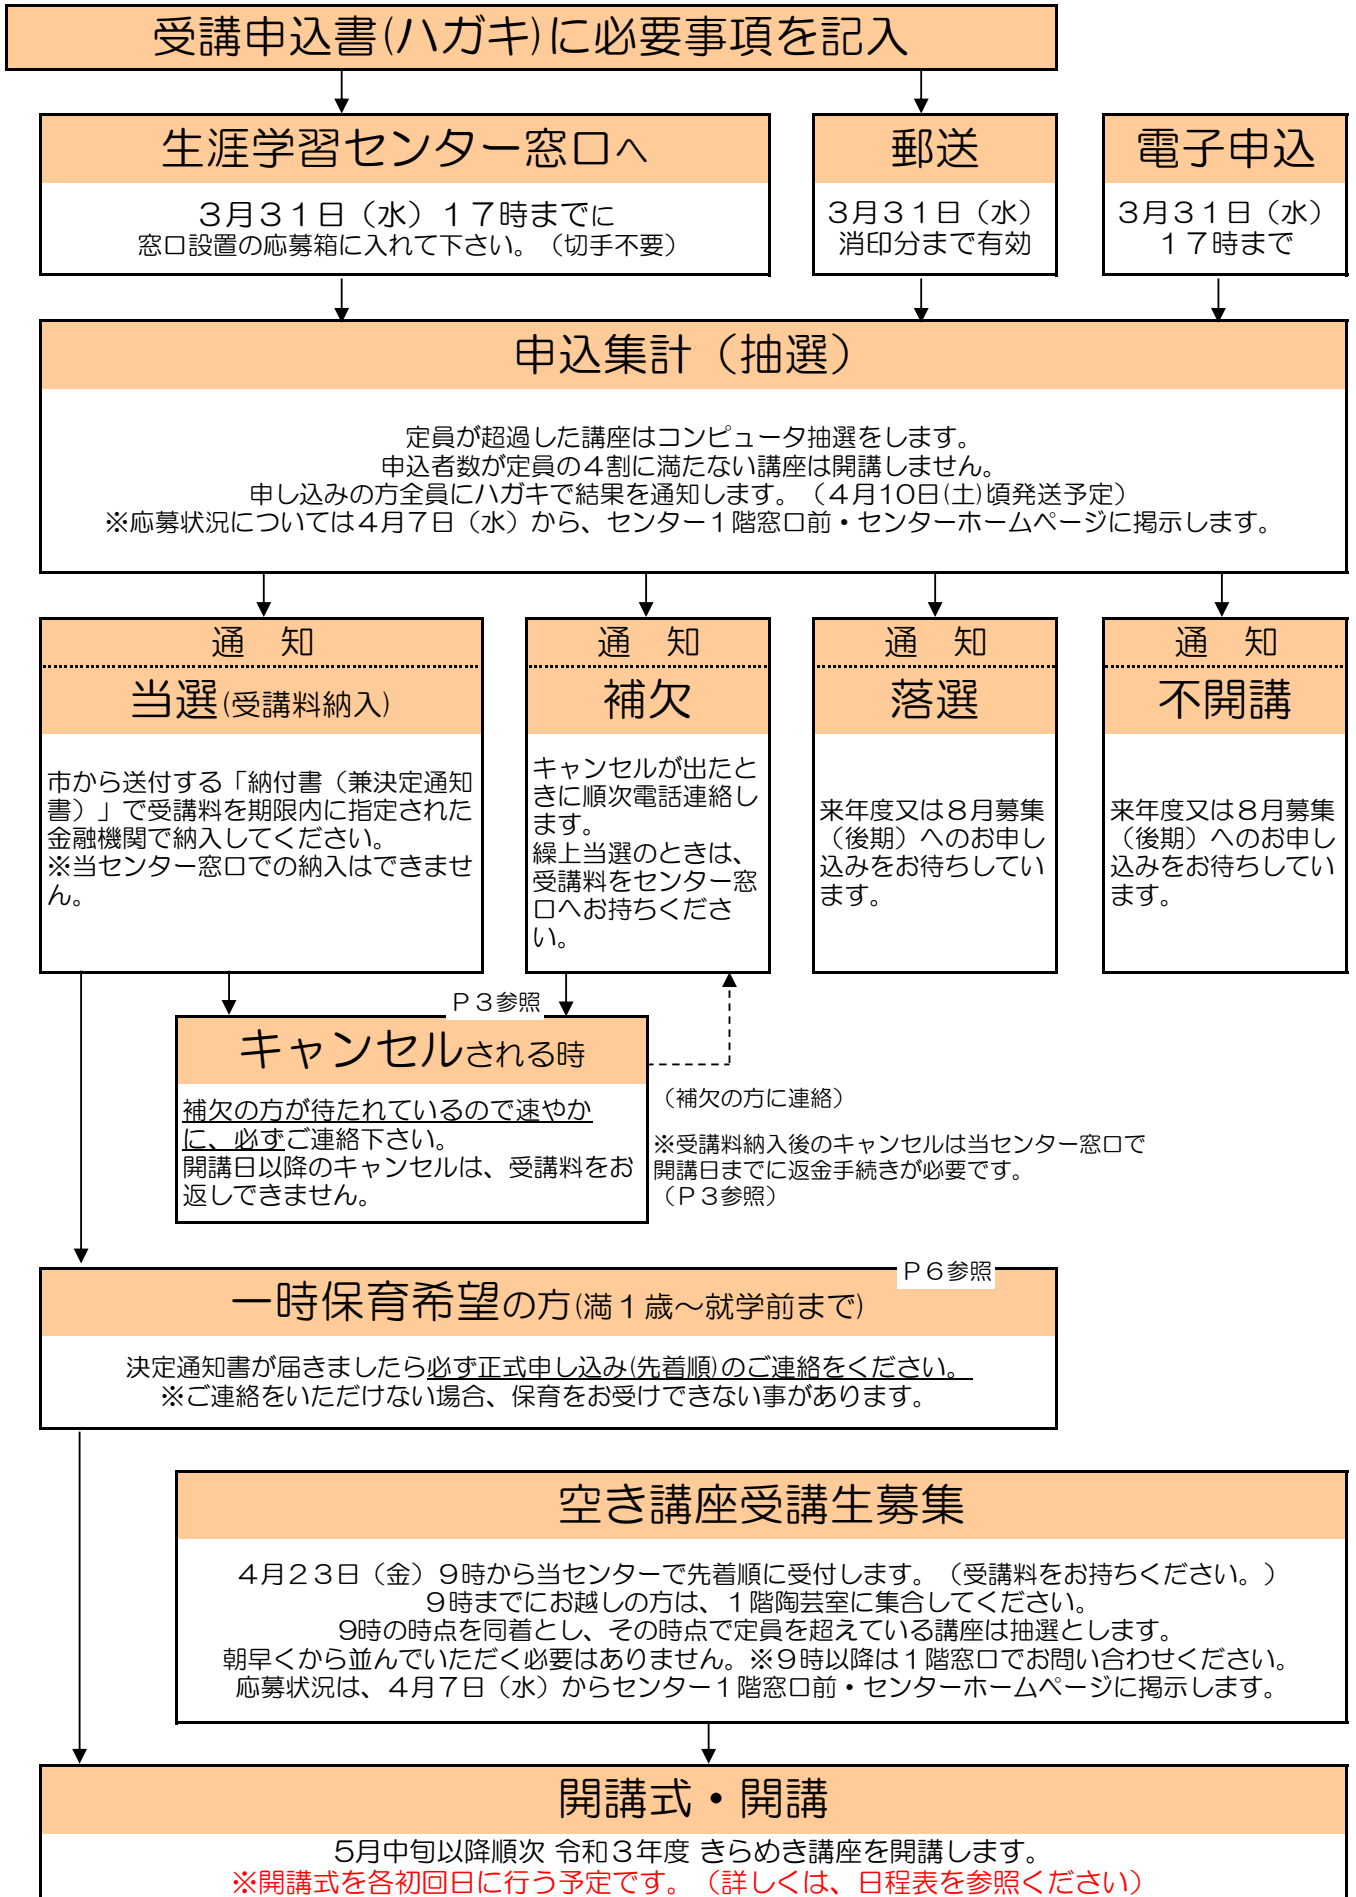 受講申込書(ハガキ)に必要事項を記入
生涯学習センター窓口へ
3月31日（水）17時までに
窓口設置の応募箱に入れて下さい。（切手不要）
郵送
3月31日（水）
消印分まで有効
電子申込
3月31日（水）
17時まで
申込集計（抽選）
定員が超過した講座はコンピュータ抽選をします。
申込者数が定員の４割に満たない講座は開講しません。
申し込みの方全員にハガキで結果を通知します。（４月10日(土)頃発送予定）
※応募状況については４月７日（水）から、センター１階窓口前・センターホームページに掲示します。
通　知
当選(受講料納入)
市から送付する「納付書（兼決定通知
書）」で受講料を期限内に指定された
金融機関で納入してください。
※当センター窓口での納入はできませ
ん。
通　知
補欠
キャンセルが出たと
きに順次電話連絡し
ます。
繰上当選のときは、
受講料をセンター窓
口へお持ちくださ
い。
通　知
落選
来年度又は８月募集
（後期）へのお申し
込みをお待ちしてい
ます。
通　知
不開講
来年度又は８月募集
（後期）へのお申し
込みをお待ちしてい
ます。
Ｐ３参照
キャンセルされる時
補欠の方が待たれているので速やか
に、必ずご連絡下さい。
開講日以降のキャンセルは、受講料をお
返しできません。
（補欠の方に連絡）
※受講料納入後のキャンセルは当センター窓口で
開講日までに返金手続きが必要です。
（Ｐ３参照）
Ｐ６参照
一時保育希望の方(満１歳～就学前まで)
決定通知書が届きましたら必ず正式申し込み(先着順)のご連絡をください。
※ご連絡をいただけない場合、保育をお受けできない事があります。
空き講座受講生募集
４月２３日（金）９時から当センターで先着順に受付します。（受講料をお持ちください。）
９時までにお越しの方は、１階陶芸室に集合してください。
9時の時点を同着とし、その時点で定員を超えている講座は抽選とします。
朝早くから並んでいただく必要はありません。※９時以降は１階窓口でお問い合わせください。
応募状況は、４月７日（水）からセンター１階窓口前・センターホームページに掲示します。
開講式・開講
5月中旬以降順次 令和３年度 きらめき講座を開講します。
※開講式を各初回日に行う予定です。（詳しくは、日程表を参照ください）